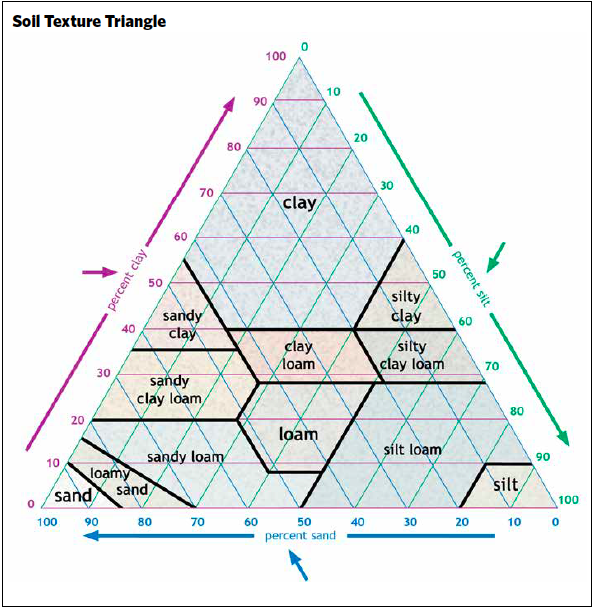 Soil Texture Triangle
0
100
10
90
20
80
30
70
clay
40
60
50
50
silty
clay
60
sandy
clay
40
clay
loam
silty
clay loam
70
30
sandy
clay loam
80
20
loam
silt loam
sandy loam
90
10
loamy
sand
sand
silt
100
0
percent clay
percent silt
100
90
80
70
60
50
40
30
20
10
0
percent sand